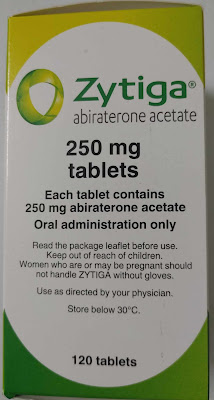 Zytiga®
abiraterone acetate
250 mg
tablets
Each tablet contains
250 mg abiraterone acetate
Oral administration only
Read the package leaflet before use.
Keep out of reach of children.
Women who are or may be pregnant should
not handle ZYTIGA without gloves.
Use as directed by your physician.
Store below 30°C.
120 tablets